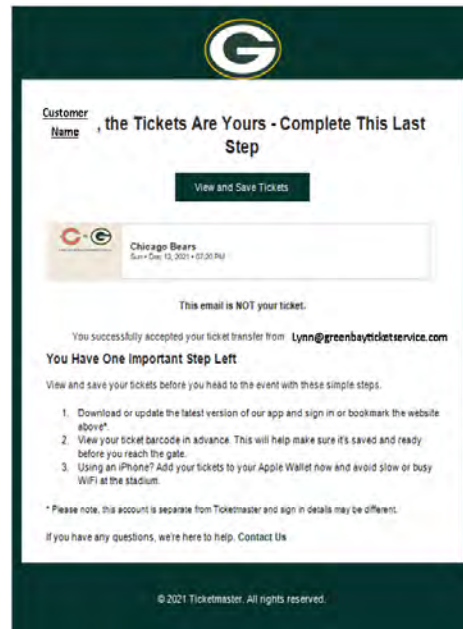 G
Customer Name , the Tickets Are Yours - Complete This Last
Step
View and Save Tickets
C - G
Chicago Bears
Sun • Dec 12, 2021 • 07:20 PM
This email is NOT your ticket.
You successfully accepted your ticket transfer from Lynn@greenbayticketservice.com
You Have One Important Step Left
View and save your tickets before you head to the event with these simple steps.
1. Download or update the latest version of our app and sign in or bookmark the website
above*.
2. View your ticket barcode in advance. This will help make sure it's saved and ready
before you reach the gate.
3. Using an iPhone? Add your tickets to your Apple Wallet now and avoid slow or busy
WiFi at the stadium.
* Please note, this account is separate from Ticketmaster and sign in details may be different.
If you have any questions, we're here to help. Contact Us
© 2021 Ticketmaster. All rights reserved.